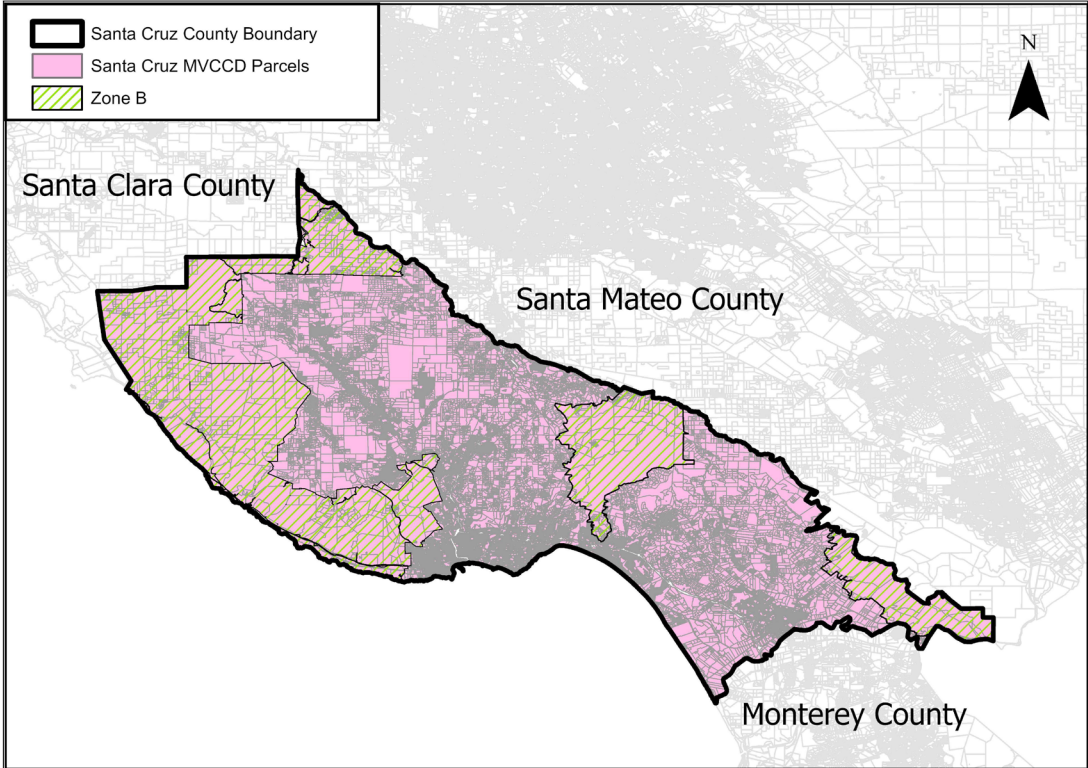 Santa Cruz County Boundary
Santa Cruz MVCCD Parcels
Zone B
N
Santa Clara County
Santa Mateo County
Monterey County